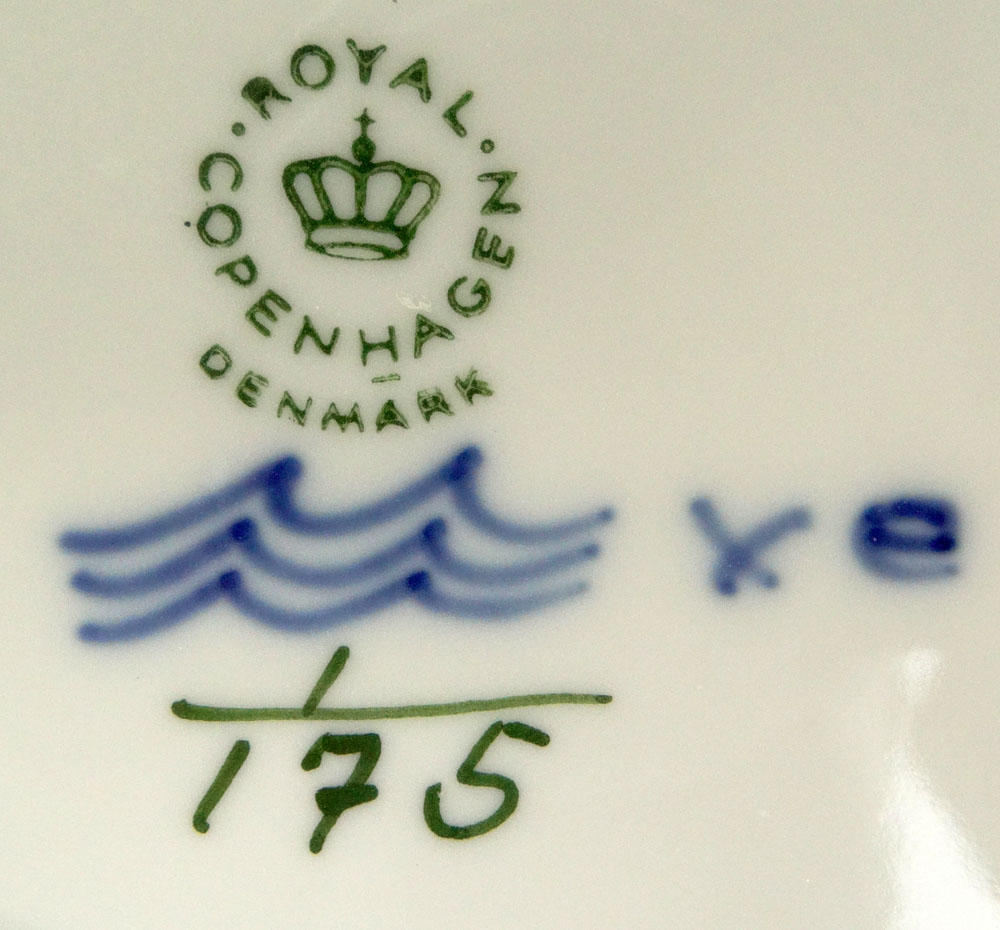 ROYAL · COPENHAGEN ·
DENMARK
1
175